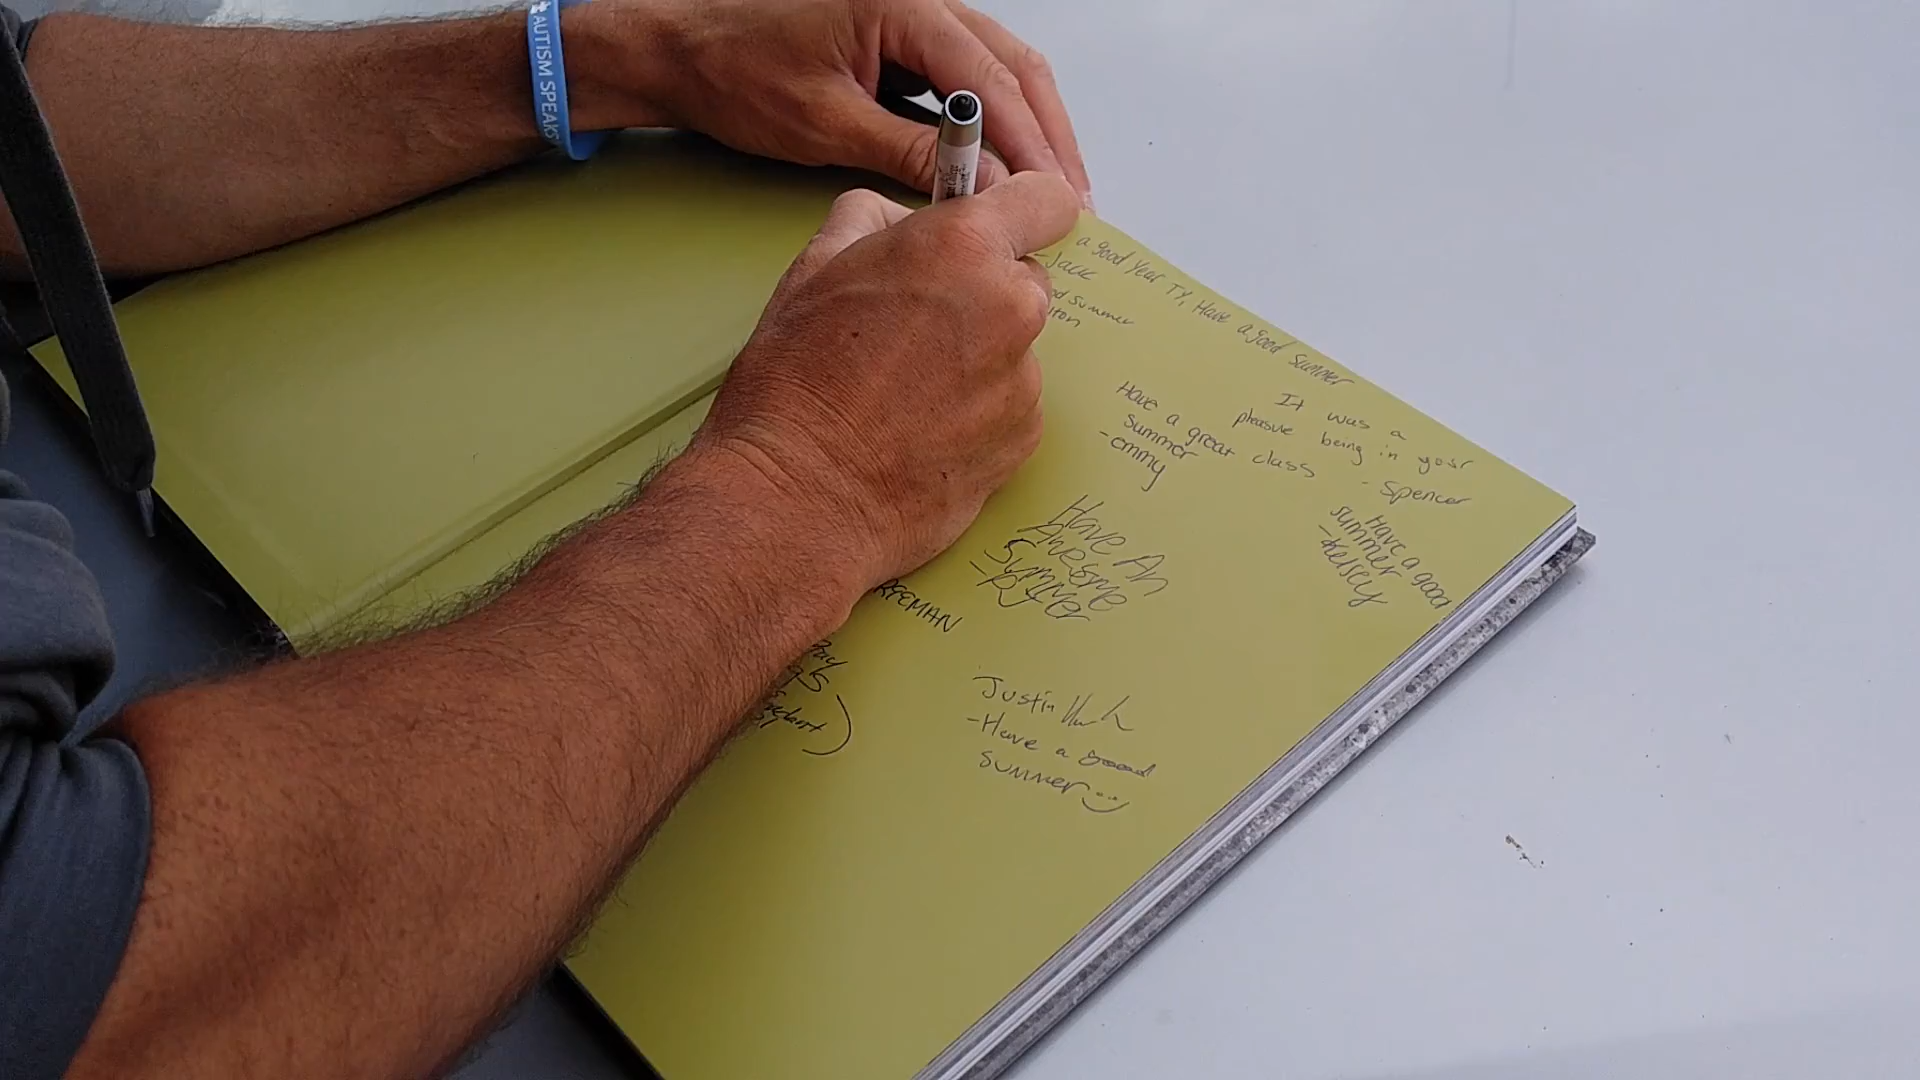 AUTISM SPEAKS
a good Year TY, Have a good summer
-Jack
summer
It was a
pleasure being in your
class
- Spencer
Have a great
summer
-emmy
Have a good
summer
-Kelsey
Have An
Awesome
Summer
-RJ
REEMAN
Justin
-Have a Goood
summer :)